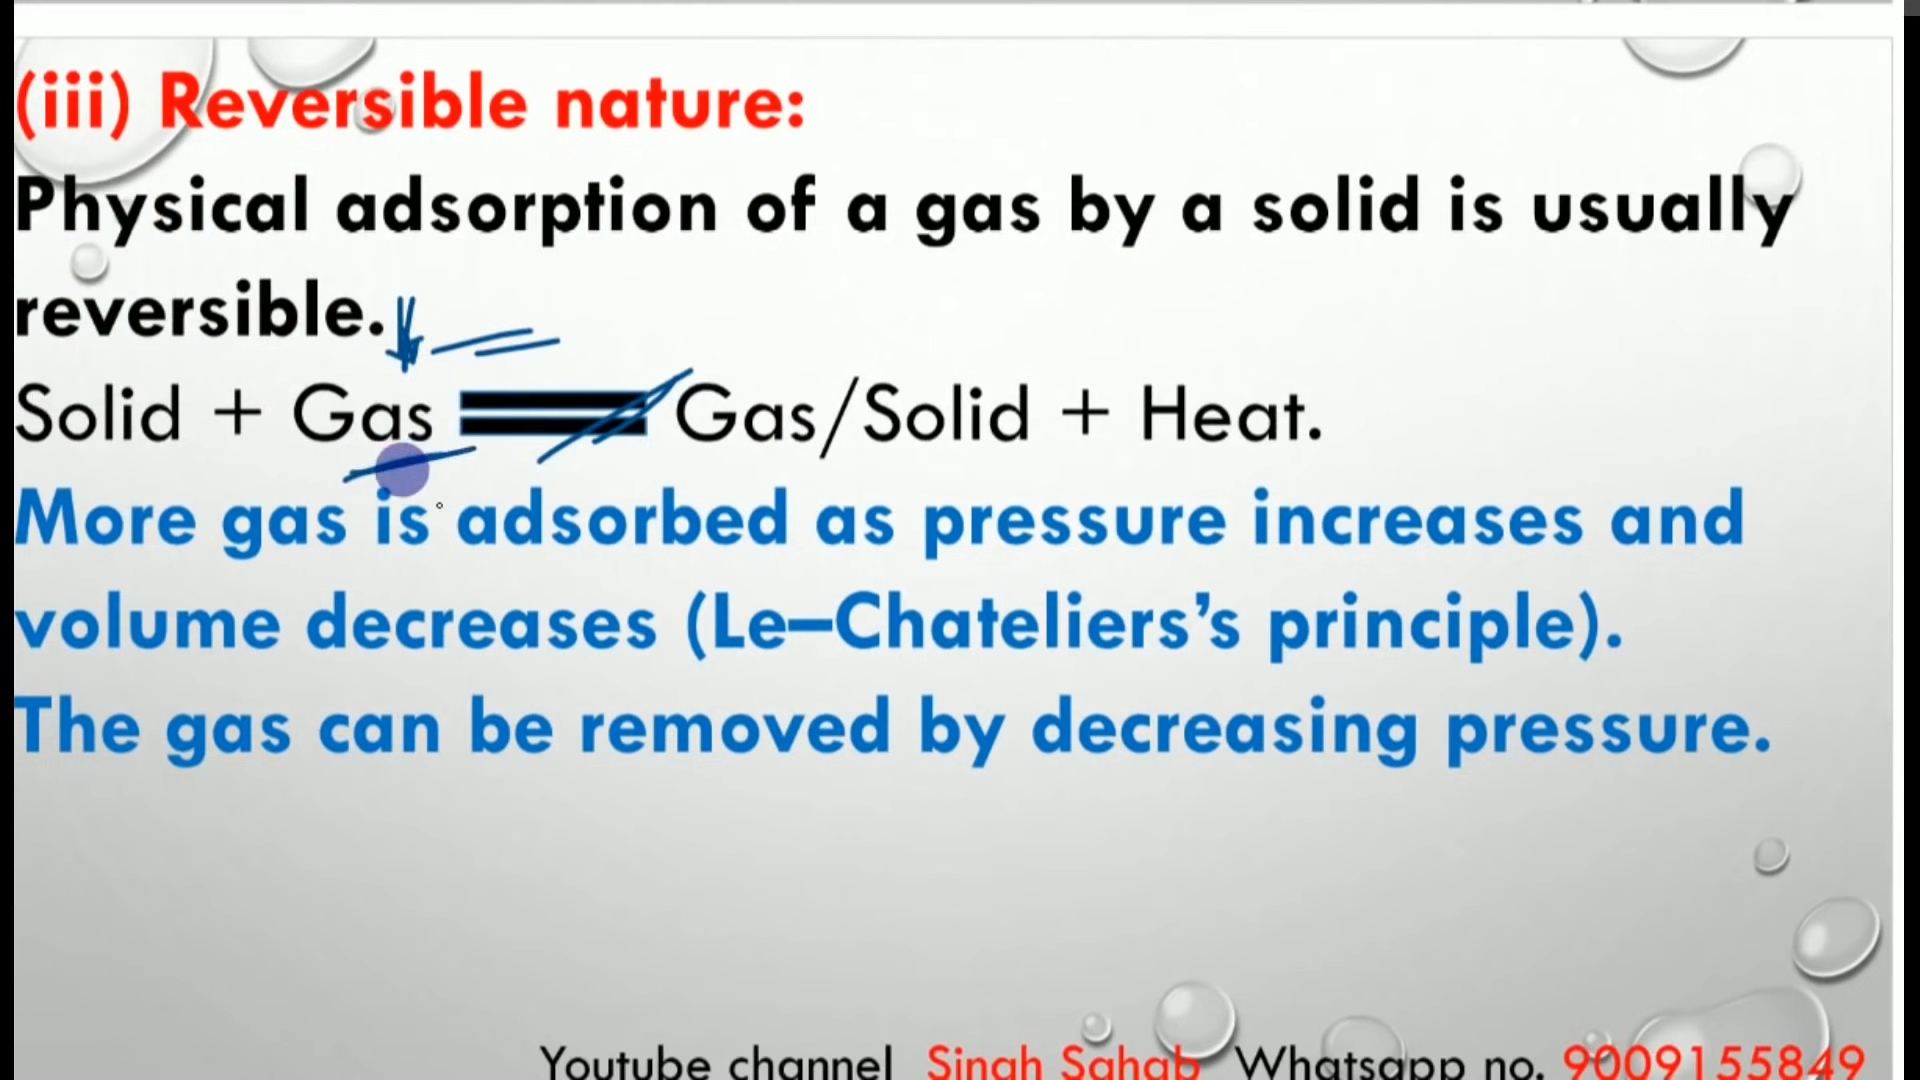 (iii) Reversible nature:
Physical adsorption of a gas by a solid is usually
reversible.
Solid + Gas = Gas/Solid + Heat.
More gas is adsorbed as pressure increases and
volume decreases (Le–Chateliers's principle).
The gas can be removed by decreasing pressure.
Youtube channel Singh Sahab Whatsapp no. 9009155849